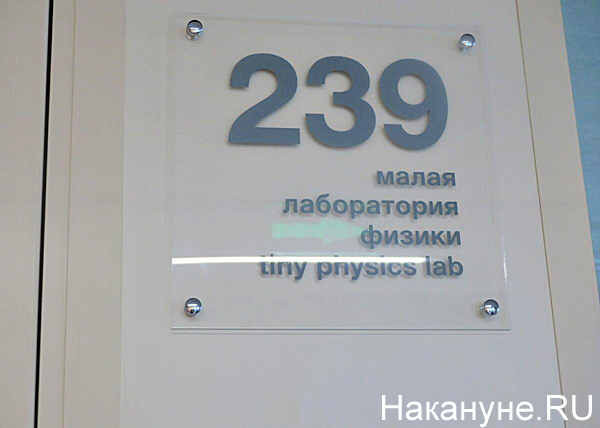 239
малая
лаборатория
физики
tiny physics lab
Накануне.RU